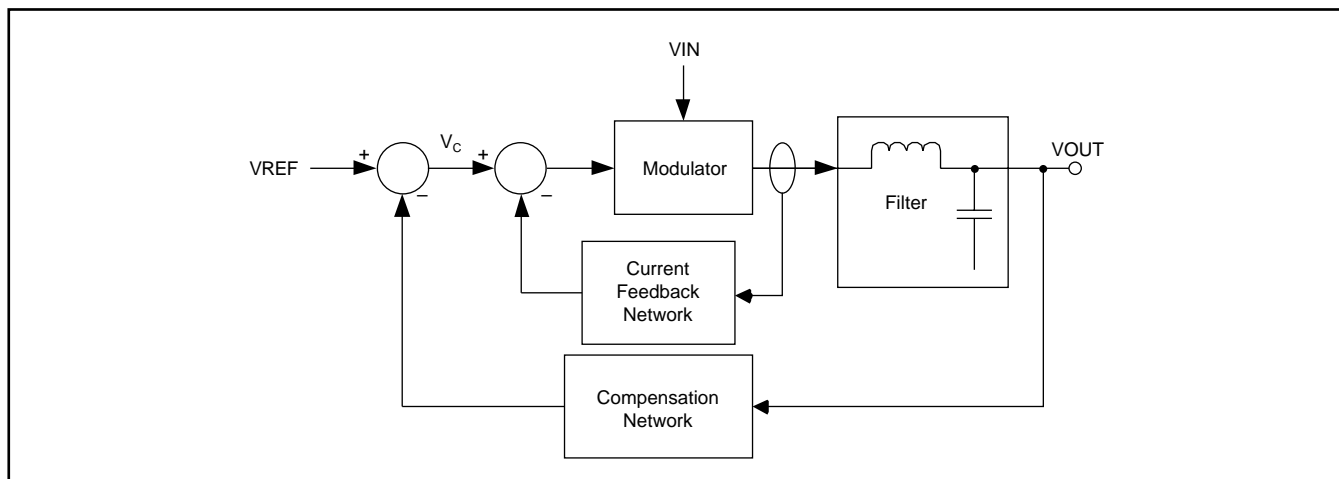 VIN
VREF
+
–
V_C
+
–
Modulator
Filter
VOUT
Current
Feedback
Network
Compensation
Network